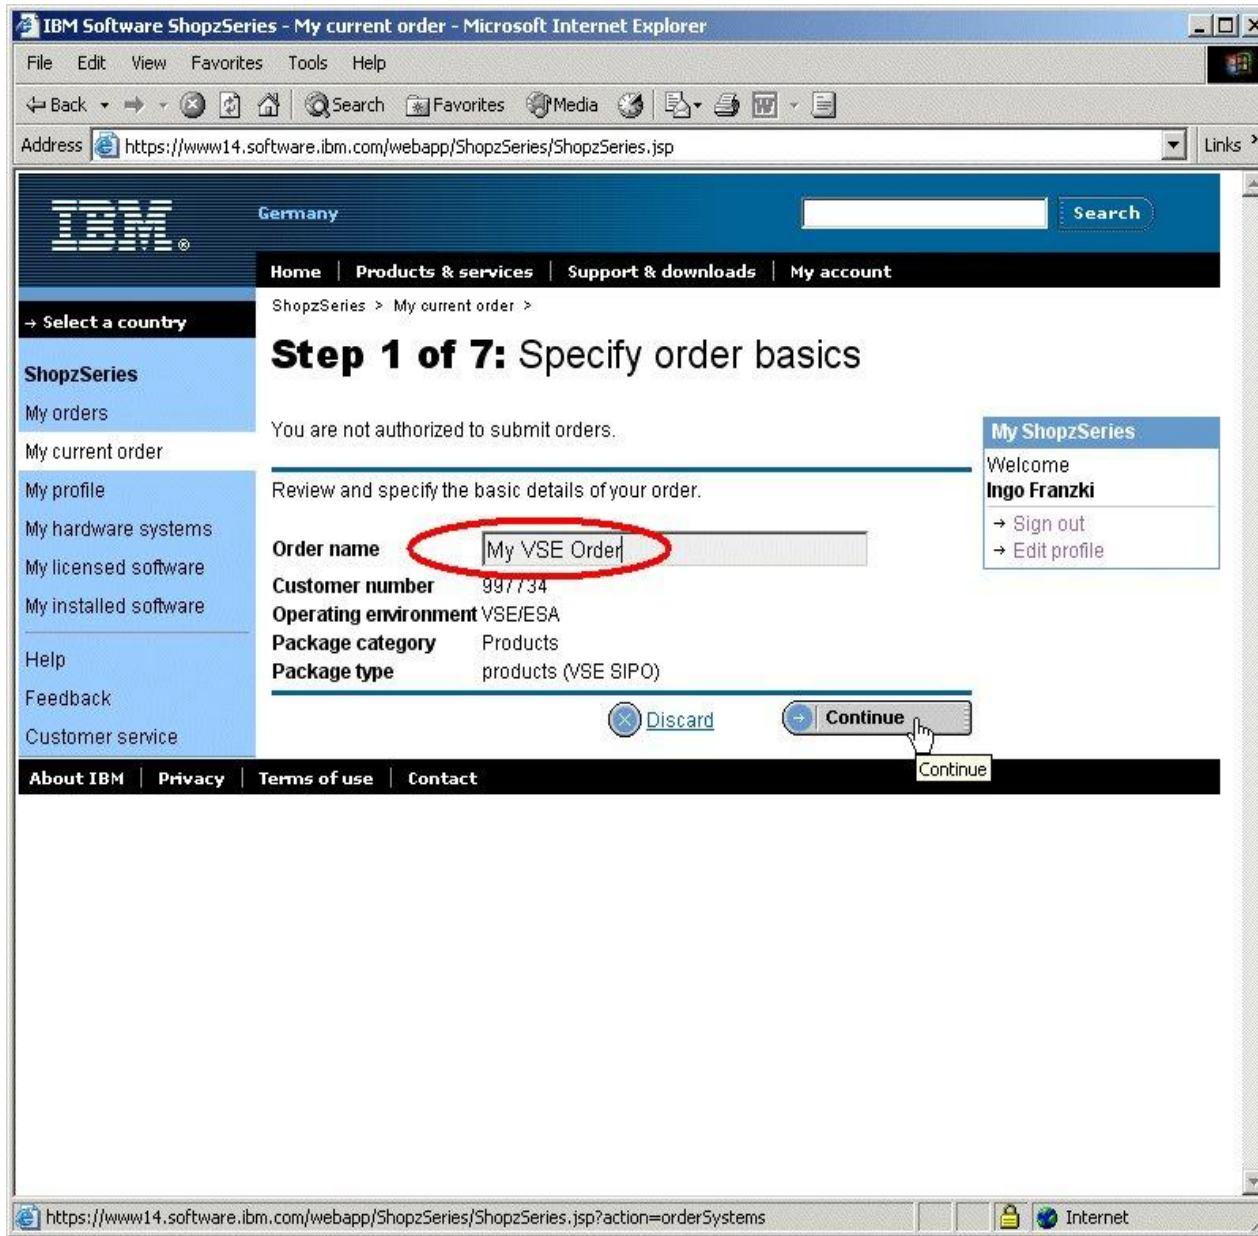 IBM Software ShopzSeries - My current order - Microsoft Internet Explorer
File Edit View Favorites Tools Help
Back Search Favorites Media
Address https://www14.software.ibm.com/webapp/ShopzSeries/ShopzSeries.jsp Links
IBM®
Germany
Search
Home | Products & services | Support & downloads | My account
→ Select a country
ShopzSeries
My orders
My current order
My profile
My hardware systems
My licensed software
My installed software
Help
Feedback
Customer service
ShopzSeries > My current order >
Step 1 of 7: Specify order basics
You are not authorized to submit orders.
Review and specify the basic details of your order.
Order name My VSE Order
Customer number 997734
Operating environment VSE/ESA
Package category Products
Package type products (VSE SIPO)
Discard Continue
Continue
My ShopzSeries
Welcome
Ingo Franzki
→ Sign out
→ Edit profile
About IBM | Privacy | Terms of use | Contact
https://www14.software.ibm.com/webapp/ShopzSeries/ShopzSeries.jsp?action=orderSystems Internet